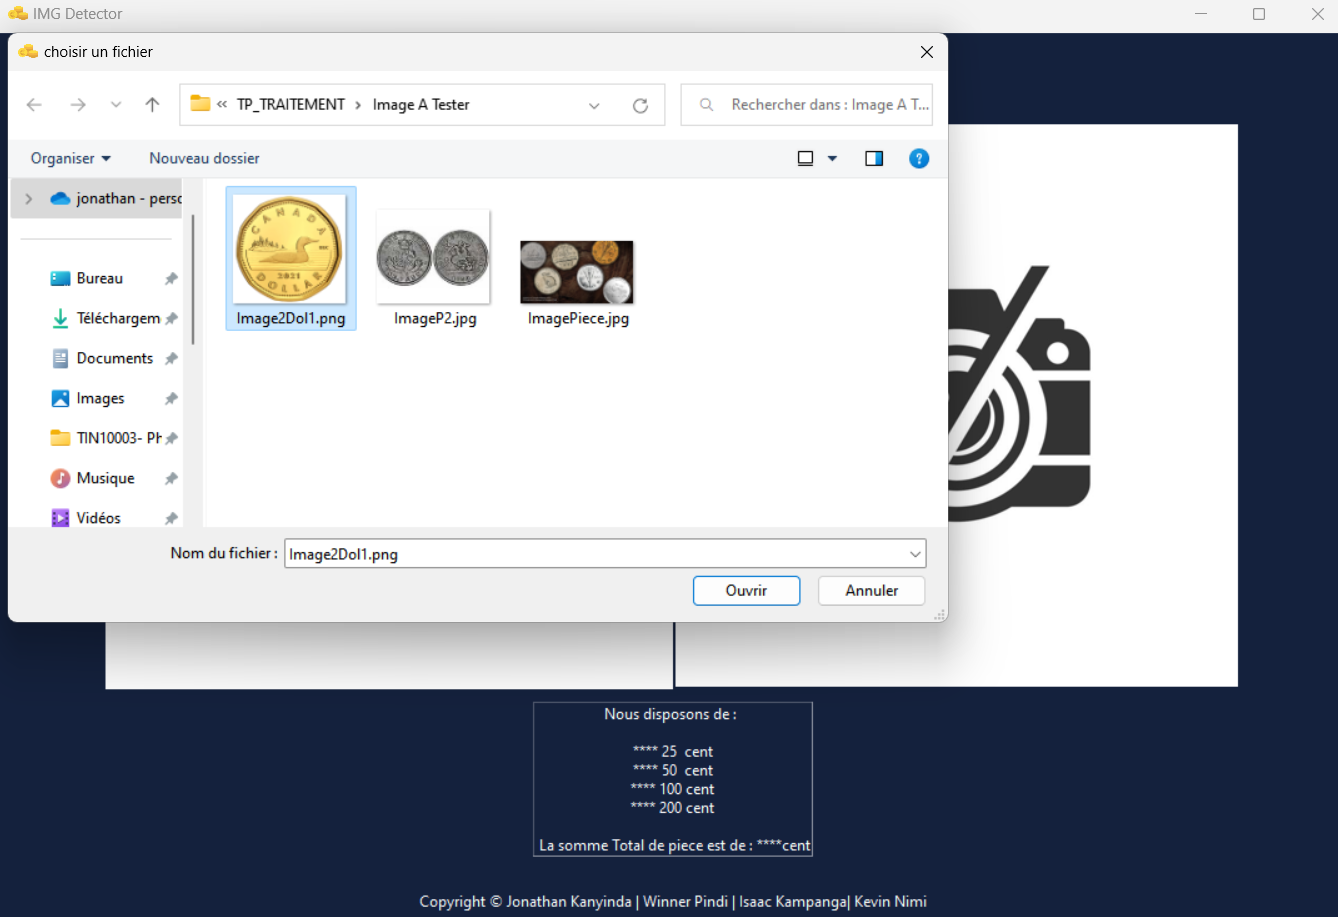 IMG Detector
choisir un fichier
TP_TRAITEMENT
Image A Tester
Rechercher dans : Image A T...
Organiser
Nouveau dossier
?
jonathan - perso
Bureau
Téléchargem
Documents
Images
TIN10003- Ph
Musique
Vidéos
CANADA
2021
DOLLAR
Image2Dol1.png
ImageP2.jpg
ImagePiece.jpg
Nom du fichier :
Image2Dol1.png
Ouvrir
Annuler
Nous disposons de :
**** 25 cent
**** 50 cent
**** 100 cent
**** 200 cent
La somme Total de piece est de : ****cent
Copyright © Jonathan Kanyinda | Winner Pindi | Isaac Kampanga| Kevin Nimi